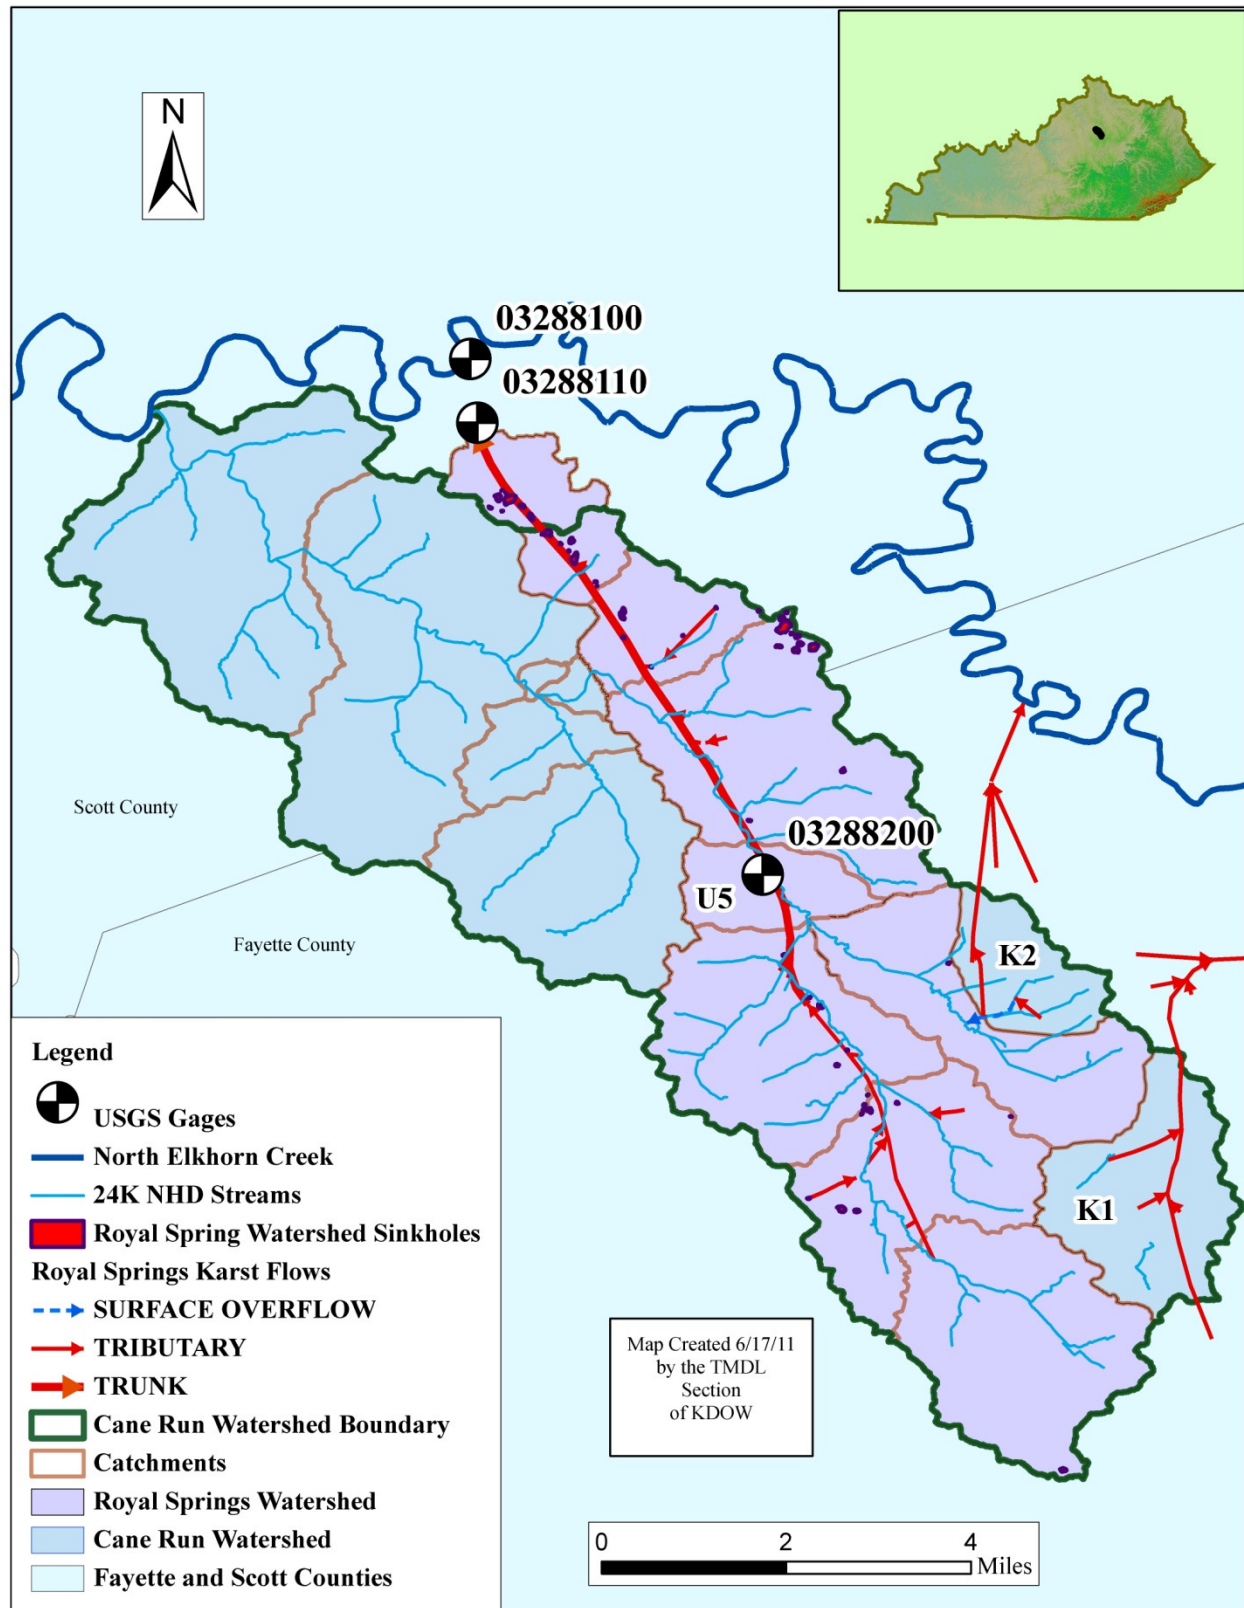 N
03288100
03288110
03288200
U5
K2
K1
Scott County
Fayette County
Legend
USGS Gages
North Elkhorn Creek
24K NHD Streams
Royal Spring Watershed Sinkholes
Royal Springs Karst Flows
SURFACE OVERFLOW
TRIBUTARY
TRUNK
Cane Run Watershed Boundary
Catchments
Royal Springs Watershed
Cane Run Watershed
Fayette and Scott Counties
Map Created 6/17/11
by the TMDL
Section
of KDOW
0 2 4
Miles